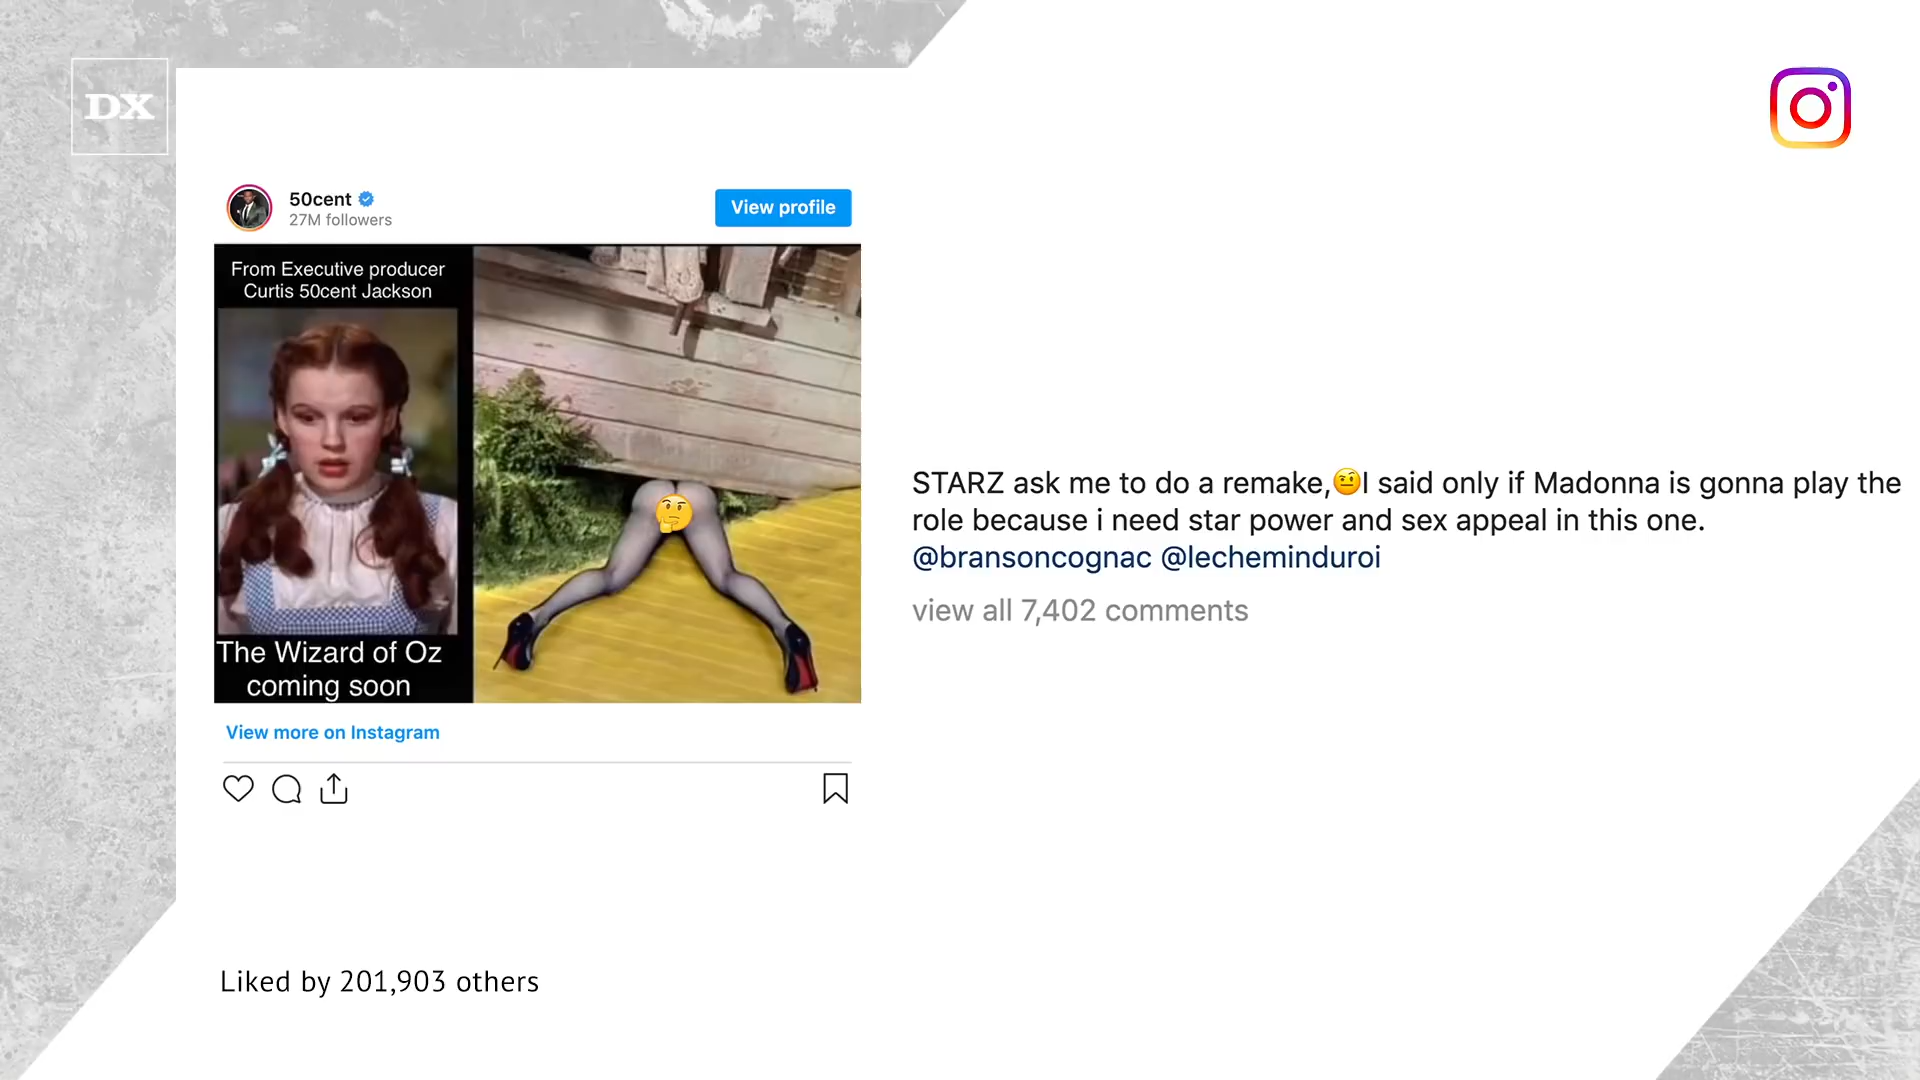 DX
50cent
27M followers
View profile
From Executive producer
Curtis 50cent Jackson
The Wizard of Oz
coming soon
View more on Instagram
Liked by 201,903 others
STARZ ask me to do a remake,🤨I said only if Madonna is gonna play the
role because i need star power and sex appeal in this one.
@bransoncognac @lecheminduroi
view all 7,402 comments